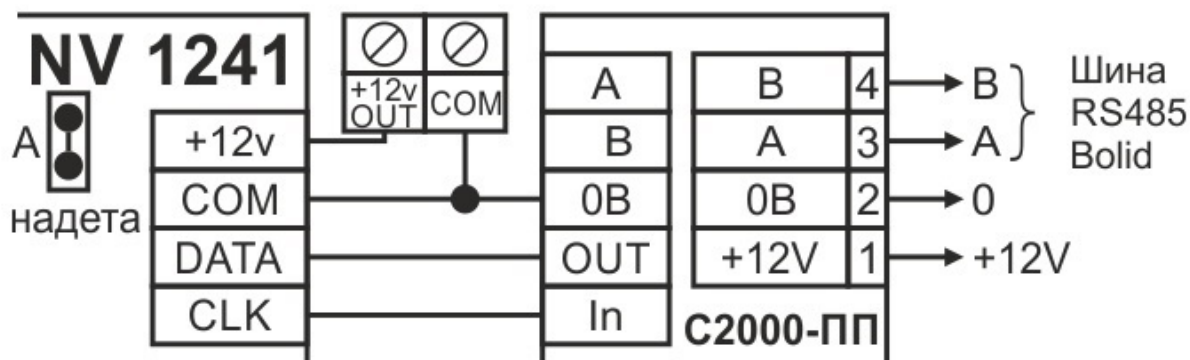 NV 1241
A
надета
+12v
COM
DATA
CLK
+12v
OUT
COM
A
B
0B
OUT
In
B
4
A
3
0B
2
+12V
1
С2000-ПП
B
A
0
+12V
Шина
RS485
Bolid